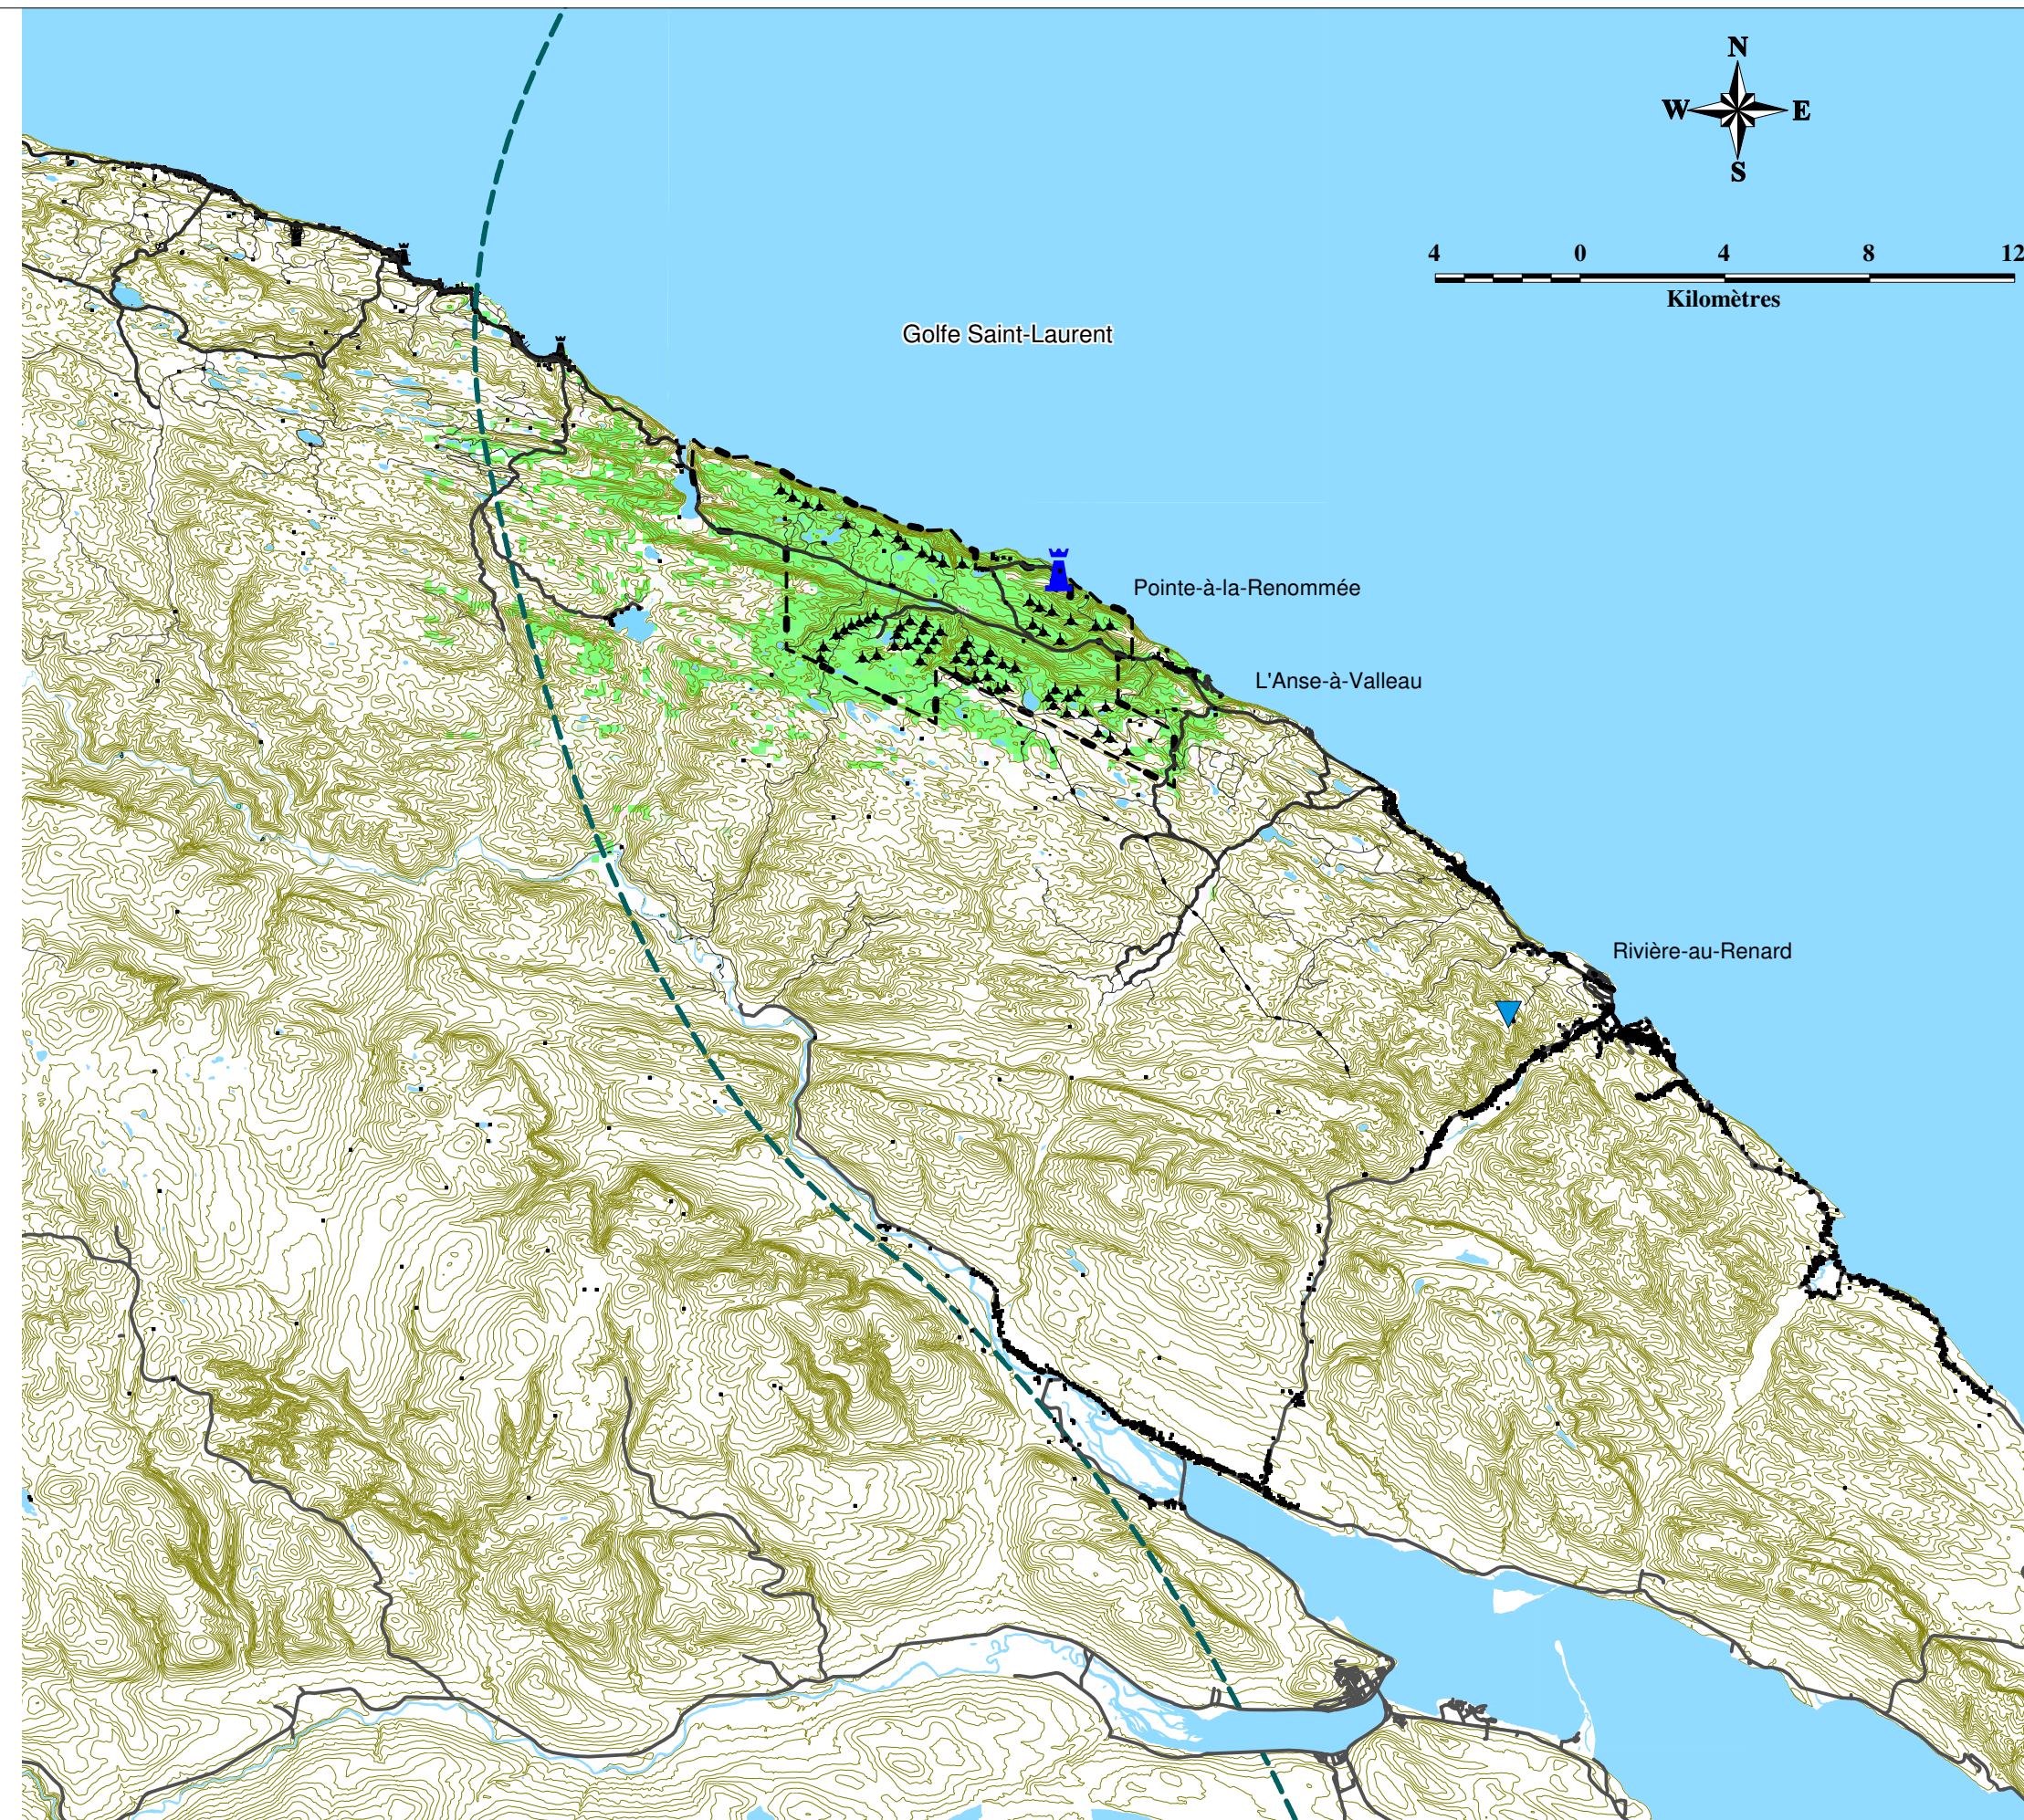 N
W E
S
4 0 4 8 12
Kilomètres
Golfe Saint-Laurent
Pointe-à-la-Renommée
L'Anse-à-Valleau
Rivière-au-Renard